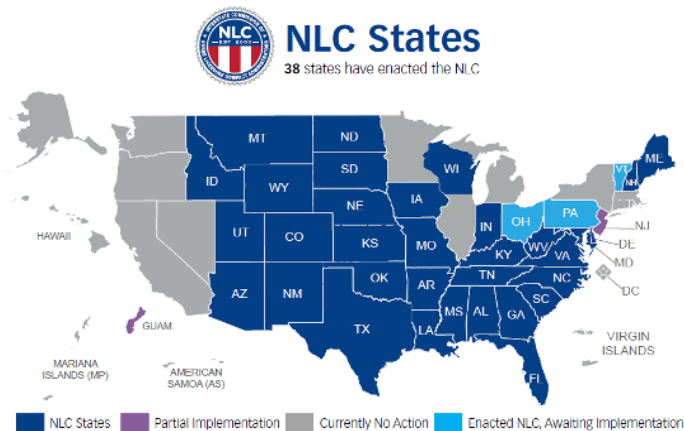 NLC
EST. 2000
NLC States
38 states have enacted the NLC
MT
ND
VT
ME
NH
ID
SD
WI
WY
IA
NE
OH
PA
NJ
UT
CO
KS
MO
IN
KY
WV
VA
DE
MD
DC
HAWAII
AZ
NM
OK
AR
TN
NC
SC
TX
LA
MS
AL
GA
FL
GUAM
VIRGIN
ISLANDS
MARIANA
ISLANDS (MP)
AMERICAN
SAMOA (AS)
NLC States
Partial Implementation
Currently No Action
Enacted NLC, Awaiting Implementation